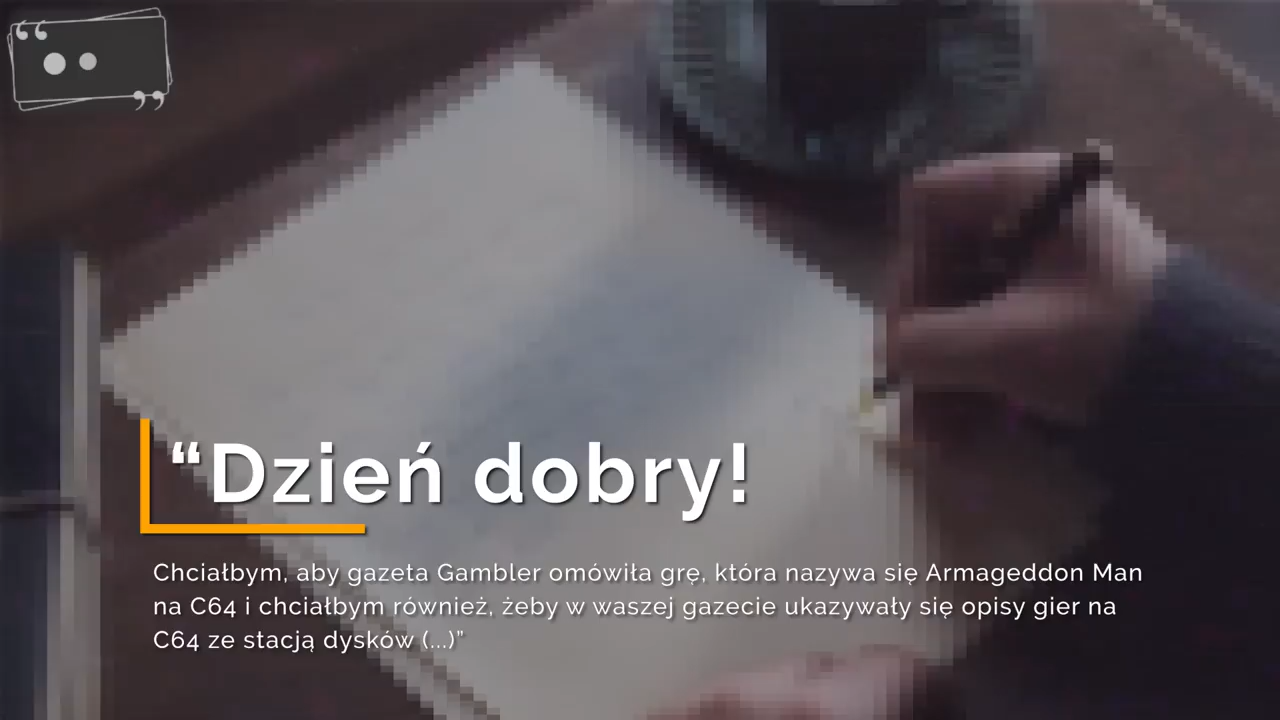 “Dzień dobry!
Chciałbym, aby gazeta Gambler omówiła grę, która nazywa się Armageddon Man
na C64 i chciałbym również, żeby w waszej gazecie ukazywały się opisy gier na
C64 ze stacją dysków (...)”